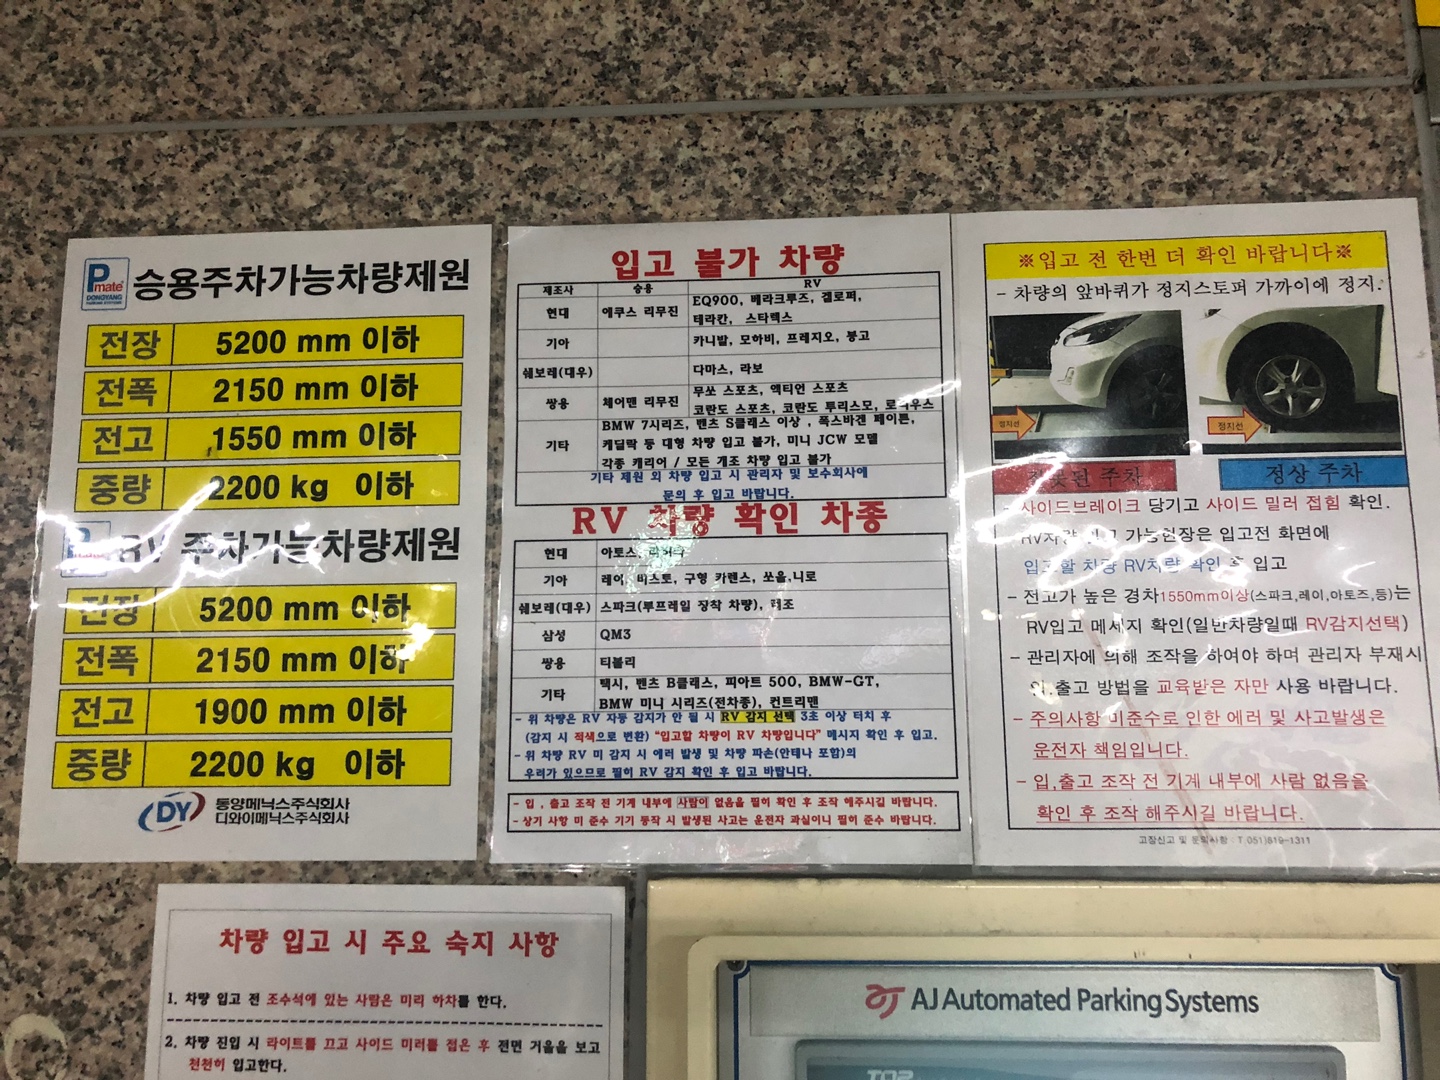 Pmate
DONGYANG
승용주차가능차량제원
전장 5200 mm 이하
전폭 2150 mm 이하
전고 1550 mm 이하
중량 2200 kg 이하
RV 주차가능차량제원
전장 5200 mm 이하
전폭 2150 mm 이하
전고 1900 mm 이하
중량 2200 kg 이하
DY 동양메닉스주식회사
디와이메닉스주식회사
입고 불가 차량
제조사 승용 RV
현대 에쿠스 리무진 EQ900, 베라크루즈, 겔로퍼,
테라칸, 스타렉스
기아 카니발, 모하비, 프레지오, 봉고
쉐보레(대우) 다마스, 라보
쌍용 체어맨 리무진 무쏘 스포츠, 액티언 스포츠
코란도 스포츠, 코란도 투리스모,
기타 BMW 7시리즈, 벤츠 S클래스 이상 , 폭스바겐 페이튼,
케딜락 등 대형 차량 입고 불가, 미니 JCW 모델
각종 캐리어 / 모든 개조 차량 입고 불가
기타 제원 외 차량 입고 시 관리자 및 보수회사에
문의 후 입고 바랍니다.
RV 차량 확인 차종
현대 아토스,
기아 레이, 비스토, 구형 카렌스, 쏘울,니로
쉐보레(대우) 스파크(루프레일 장착 차량), 레조
삼성 QM3
쌍용 티볼리
기타 택시, 벤츠 B클래스, 피아트 500, BMW-GT,
BMW 미니 시리즈(전차종), 컨트리맨
- 위 차량은 RV 자동 감지가 안 될 시 RV 감지 선택 3초 이상 터치 후
(감지 시 적색으로 변환) "입고할 차량이 RV 차량입니다" 메시지 확인 후 입고.
- 위 차량 RV 미 감지 시 에러 발생 및 차량 파손(안테나 포함)의
우려가 있으므로 필히 RV 감지 확인 후 입고 바랍니다.
- 입 , 출고 조작 전 기계 내부에 사람이 없음을 필히 확인 후 조작 해주시길 바랍니다.
- 상기 사항 미 준수 기기 동작 시 발생된 사고는 운전자 과실이니 필히 준수 바랍니다.
※입고 전 한번 더 확인 바랍니다※
- 차량의 앞바퀴가 정지스토퍼 가까이에 정지.
정지선 정지선
잘못된 주차 정상 주차
- 사이드브레이크 당기고 사이드 밀러 접힘 확인.
RV차량 입고 가능현장은 입고전 화면에
입고할 차량 RV차량 확인 후 입고
- 전고가 높은 경차1550mm이상(스파크,레이,아토즈,등)는
RV입고 메세지 확인(일반차량일때 RV감지선택)
- 관리자에 의해 조작을 하여야 하며 관리자 부재시
입.출고 방법을 교육받은 자만 사용 바랍니다.
- 주의사항 미준수로 인한 에러 및 사고발생은
운전자 책임입니다.
- 입,출고 조작 전 기계 내부에 사람 없음을
확인 후 조작 해주시길 바랍니다.
고장신고 및 문의사항 : T.051)819-1311
차량 입고 시 주요 숙지 사항
1. 차량 입고 전 조수석에 있는 사람은 미리 하차를 한다.
2. 차량 진입 시 라이트를 끄고 사이드 미러를 접은 후 전면 거울을 보고
천천히 입고한다.
AJ Automated Parking Systems